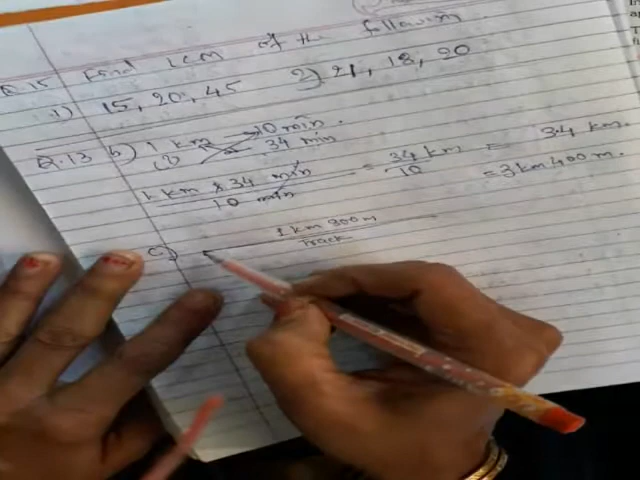 Q.15 Find LCM of the following
1) 15, 20, 45 2) 21, 18, 20
Q.13 b) 1 km → 10 min.
(?) 34 min
1 km x 34 min / 10 min = 34 km / 10 = 3.4 km.
= 3 km 400 m.
c) 1 km 800 m
Track